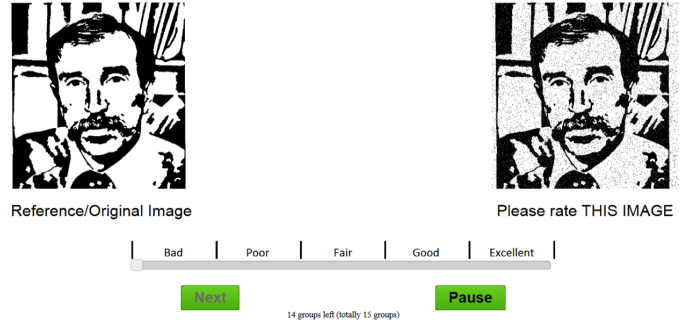 Reference/Original Image
Please rate THIS IMAGE
Bad Poor Fair Good Excellent
Next
Pause
14 groups left (totally 15 groups)